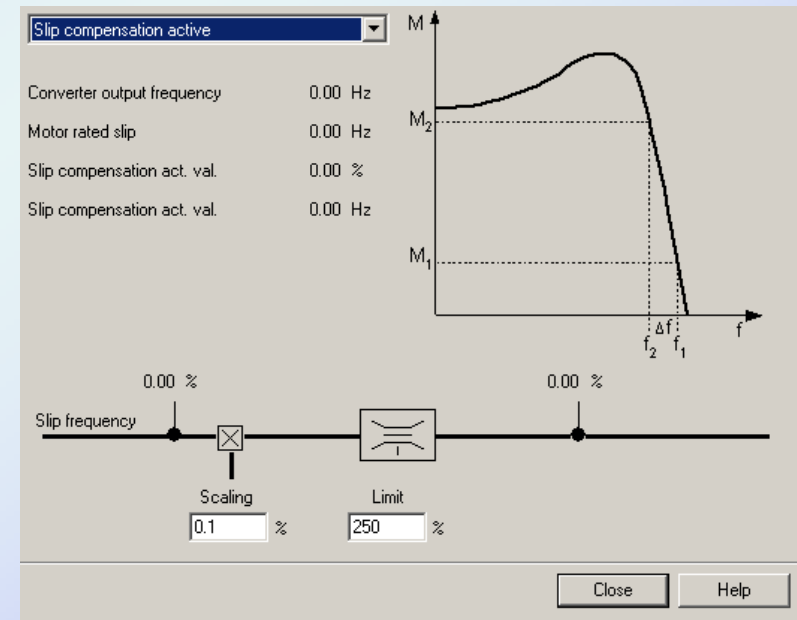 Slip compensation active
Converter output frequency 0.00 Hz
Motor rated slip 0.00 Hz
Slip compensation act. val. 0.00 %
Slip compensation act. val. 0.00 Hz
M
M2
M1
Δf
f2 f1
f
0.00 % 0.00 %
Slip frequency
Scaling Limit
0.1 % 250 %
Close Help